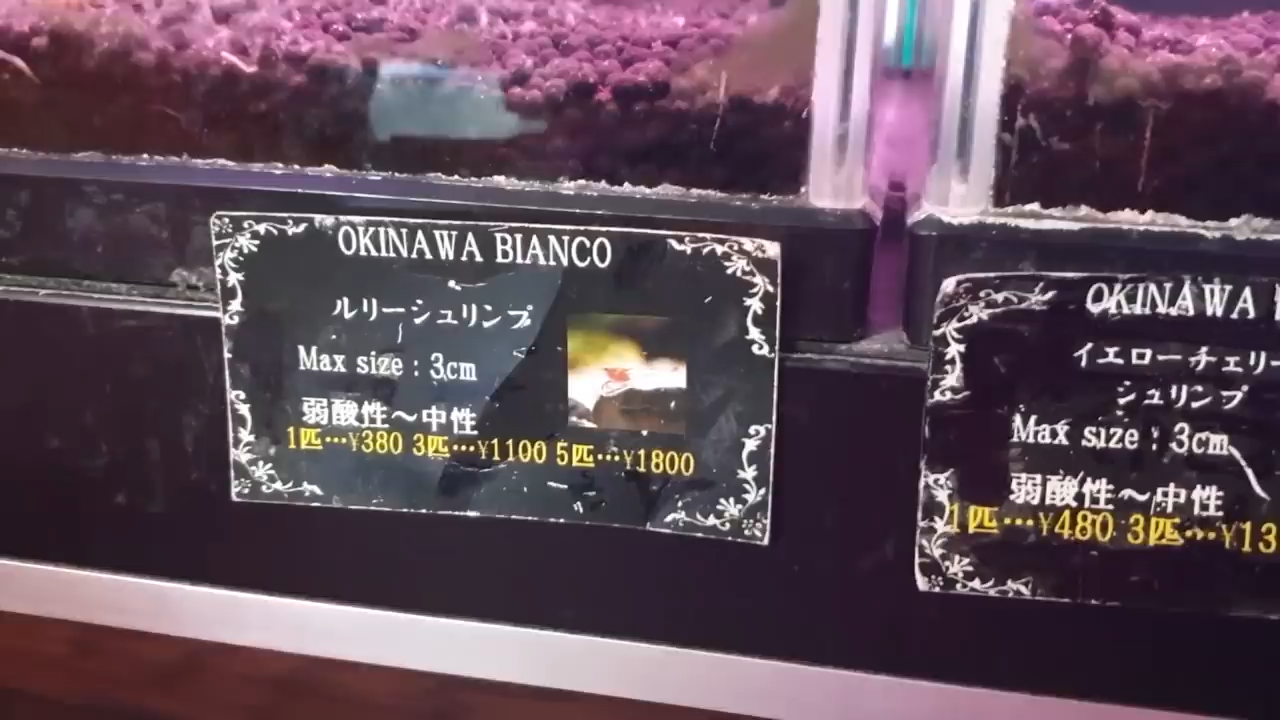 OKINAWA BIANCO
ルリーシュリンプ
Max size : 3cm
弱酸性～中性
1匹…¥380 3匹…¥1100 5匹…¥1800
OKINAWA
イエローチェリー
シュリンプ
Max size : 3cm
弱酸性～中性
1匹…¥480 3匹…¥13